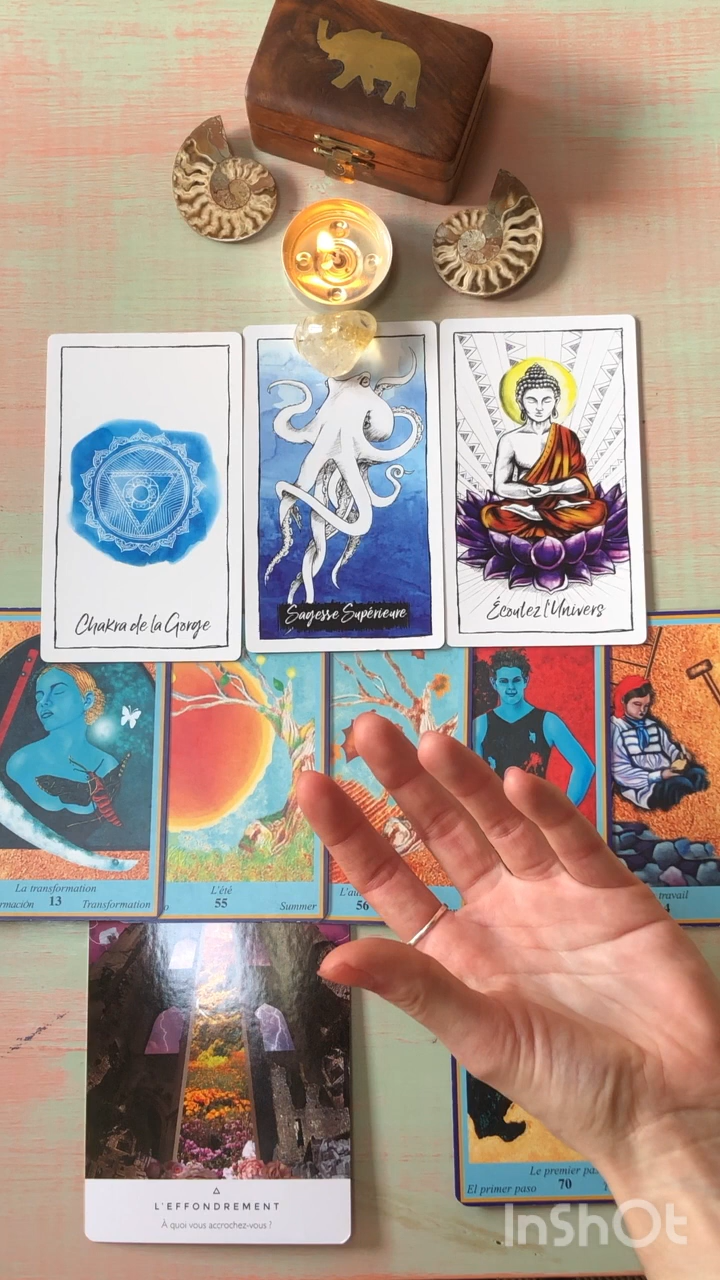 Chakra de la Gorge
Sagesse Supérieure
Écoutez l'Univers
La transformation
13 Transformation
L'été
55 Summer
56
travail
L'EFFONDREMENT
À quoi vous accrochez-vous ?
Le premier
El primer paso 70
InShOt